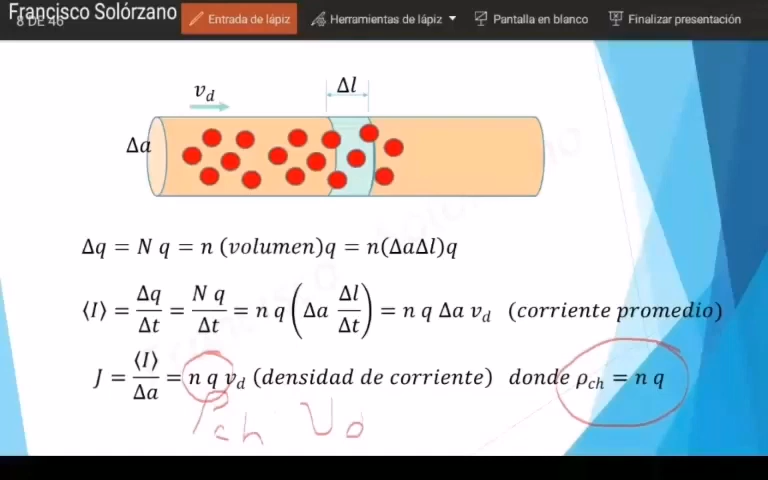 Francisco Solórzano
8 DE 46
Entrada de lápiz
Herramientas de lápiz
Pantalla en blanco
Finalizar presentación
v_d
Δl
Δa
Δq = N q = n (volumen)q = n(ΔaΔl)q
⟨I⟩ = Δq/Δt = N q/Δt = n q (Δa Δl/Δt) = n q Δa v_d (corriente promedio)
J = ⟨I⟩/Δa = n q v_d (densidad de corriente) donde ρ_ch = n q
ρ_ch v_d